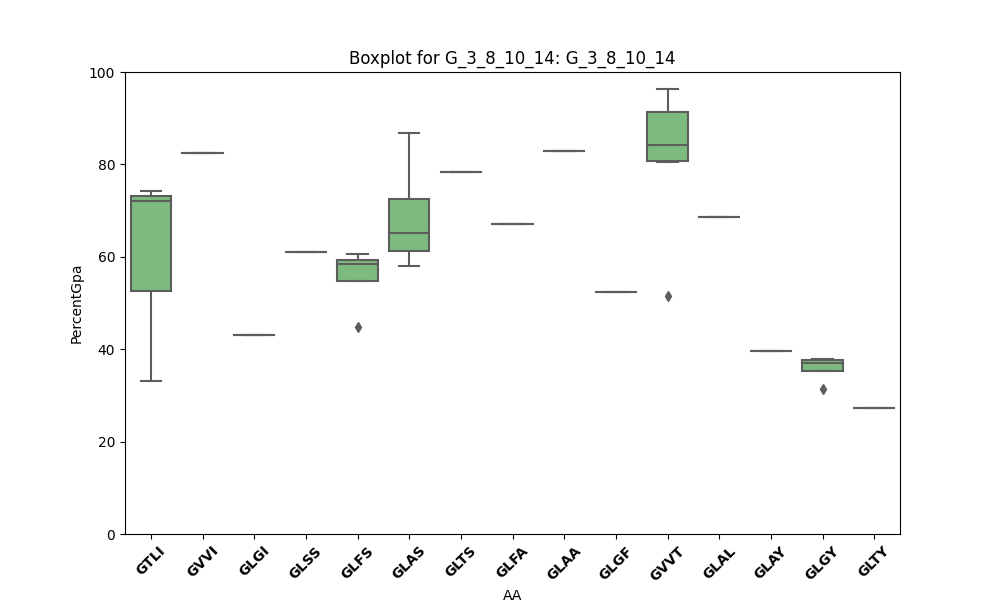 Boxplot for G_3_8_10_14: G_3_8_10_14
100
80
60
40
20
0
PercentGpa
GTLI GVVI GLGI GLSS GLFS GLAS GLTS GLFA GLAA GLGF GVVT GLAL GLAY GLGY GLTY
AA